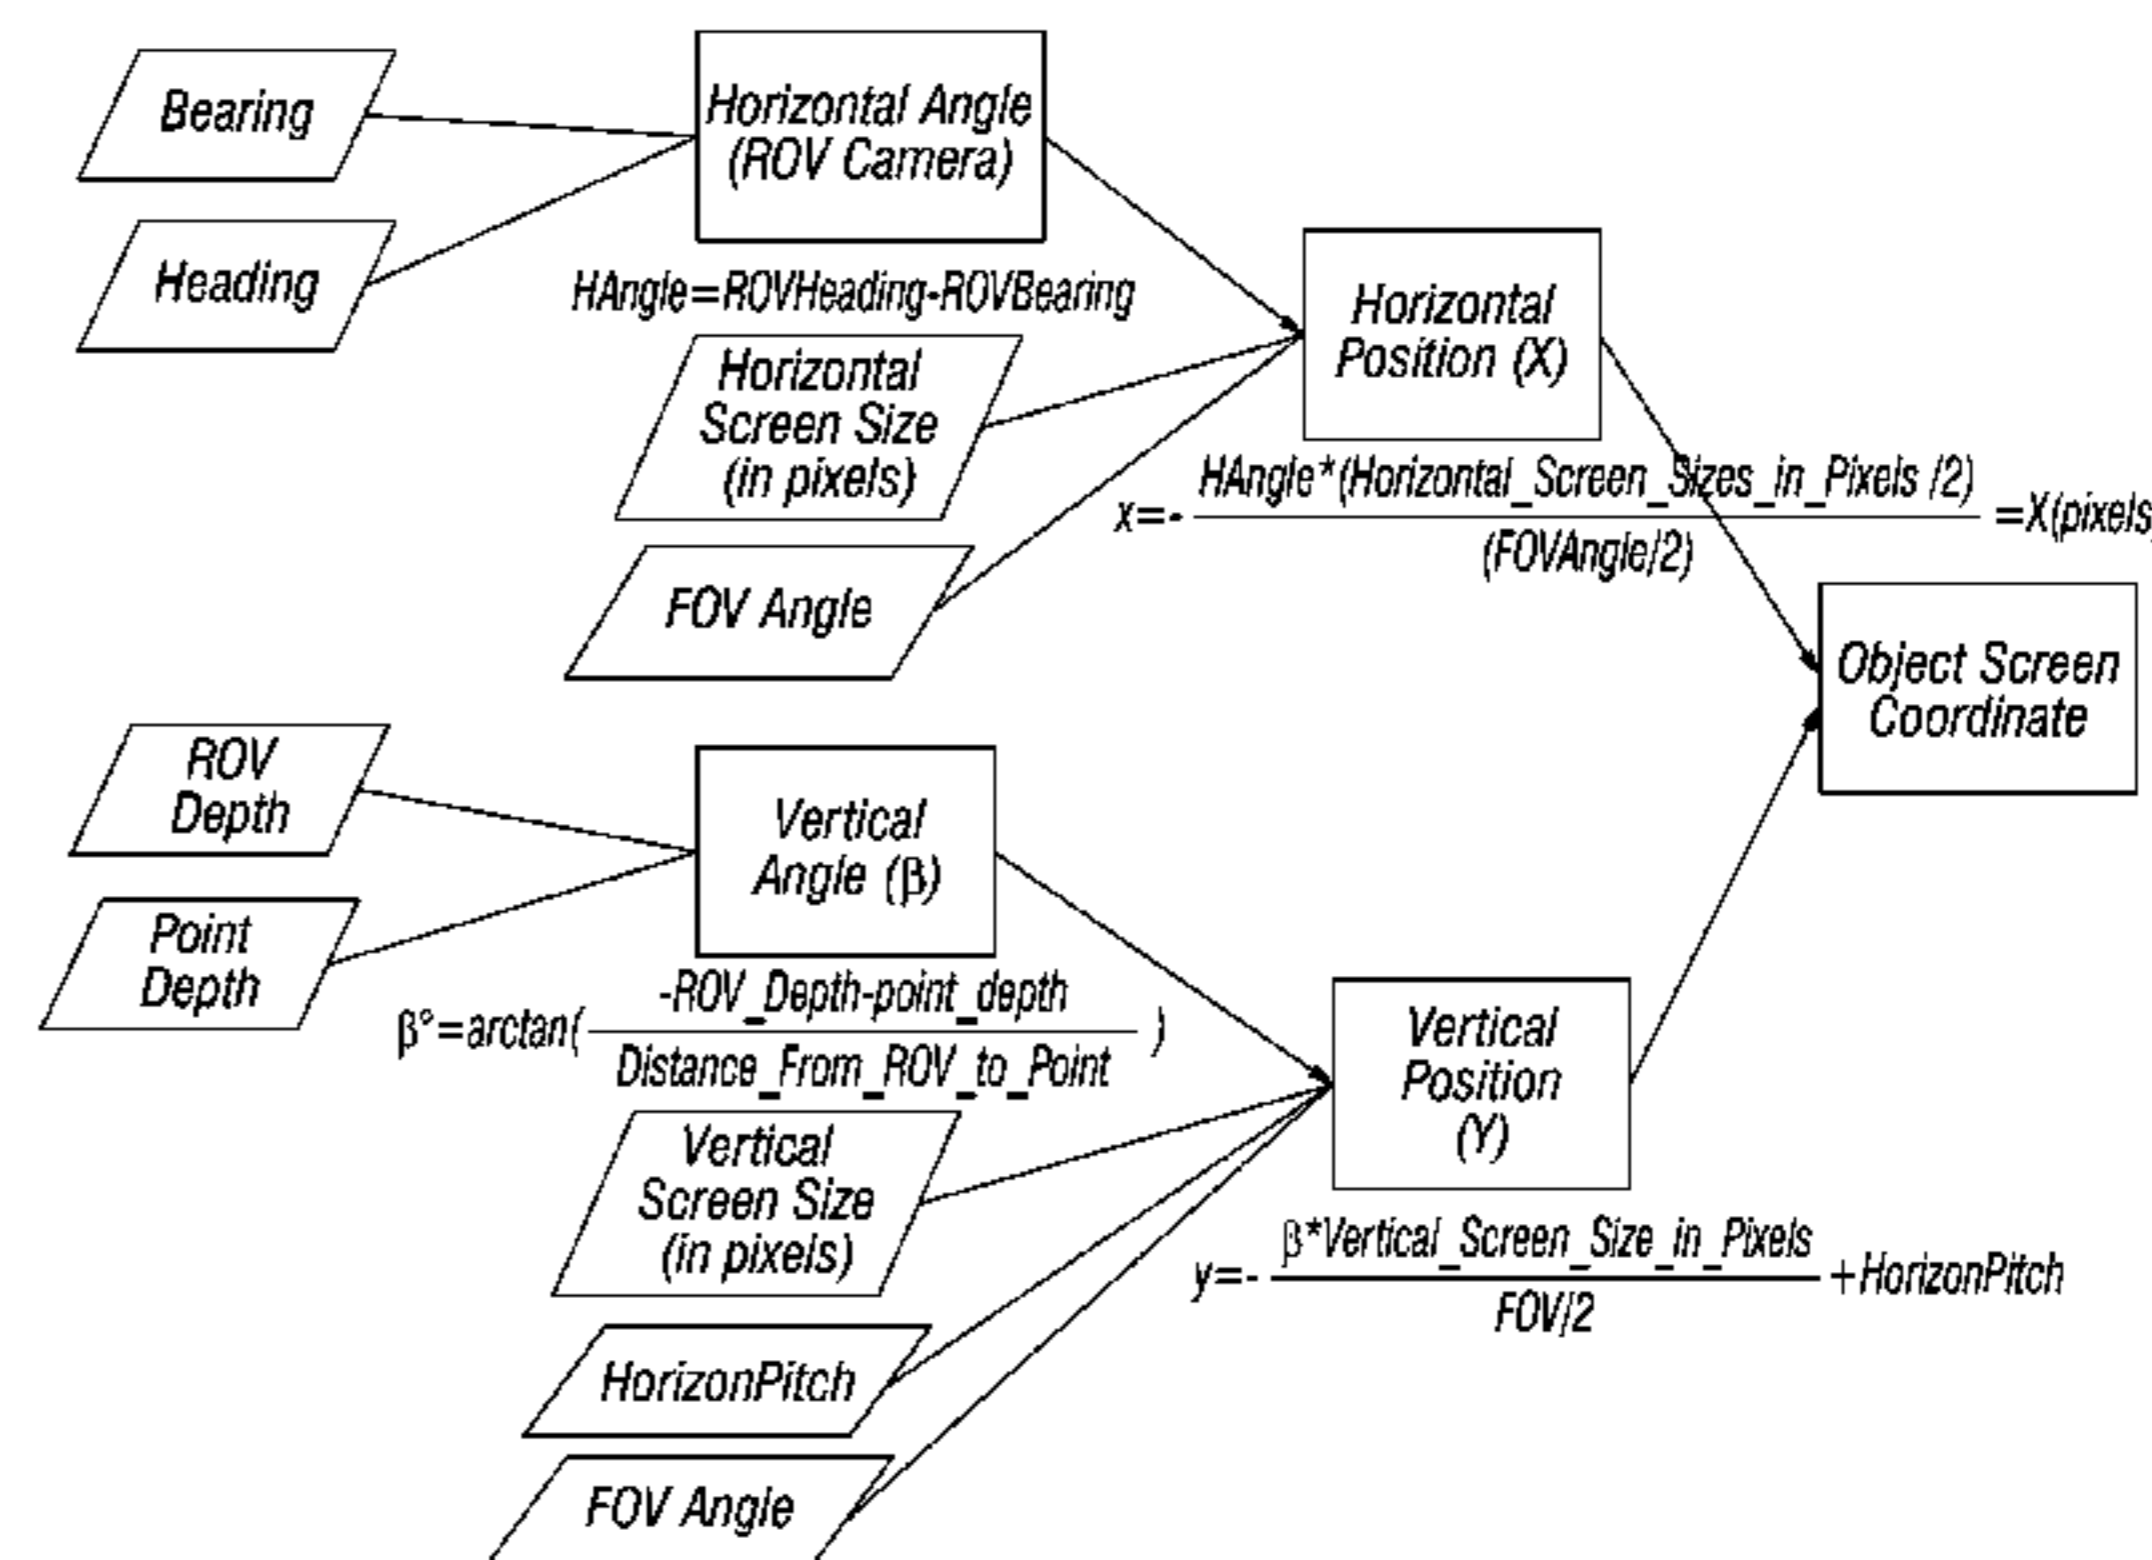 Bearing
Horizontal Angle
(ROV Camera)
Heading
HAngle=ROVHeading-ROVBearing
Horizontal
Position (X)
Horizontal
Screen Size
(in pixels)
x=- HAngle*(Horizontal_Screen_Sizes_in_Pixels /2)
(FOVAngle/2)
=X(pixels)
FOV Angle
Object Screen
Coordinate
ROV
Depth
Vertical
Angle (β)
Point
Depth
β°=arctan( -ROV_Depth-point_depth
Distance_From_ROV_to_Point )
Vertical
Position
(Y)
Vertical
Screen Size
(in pixels)
y=- β*Vertical_Screen_Size_in_Pixels
FOV/2
+HorizonPitch
HorizonPitch
FOV Angle